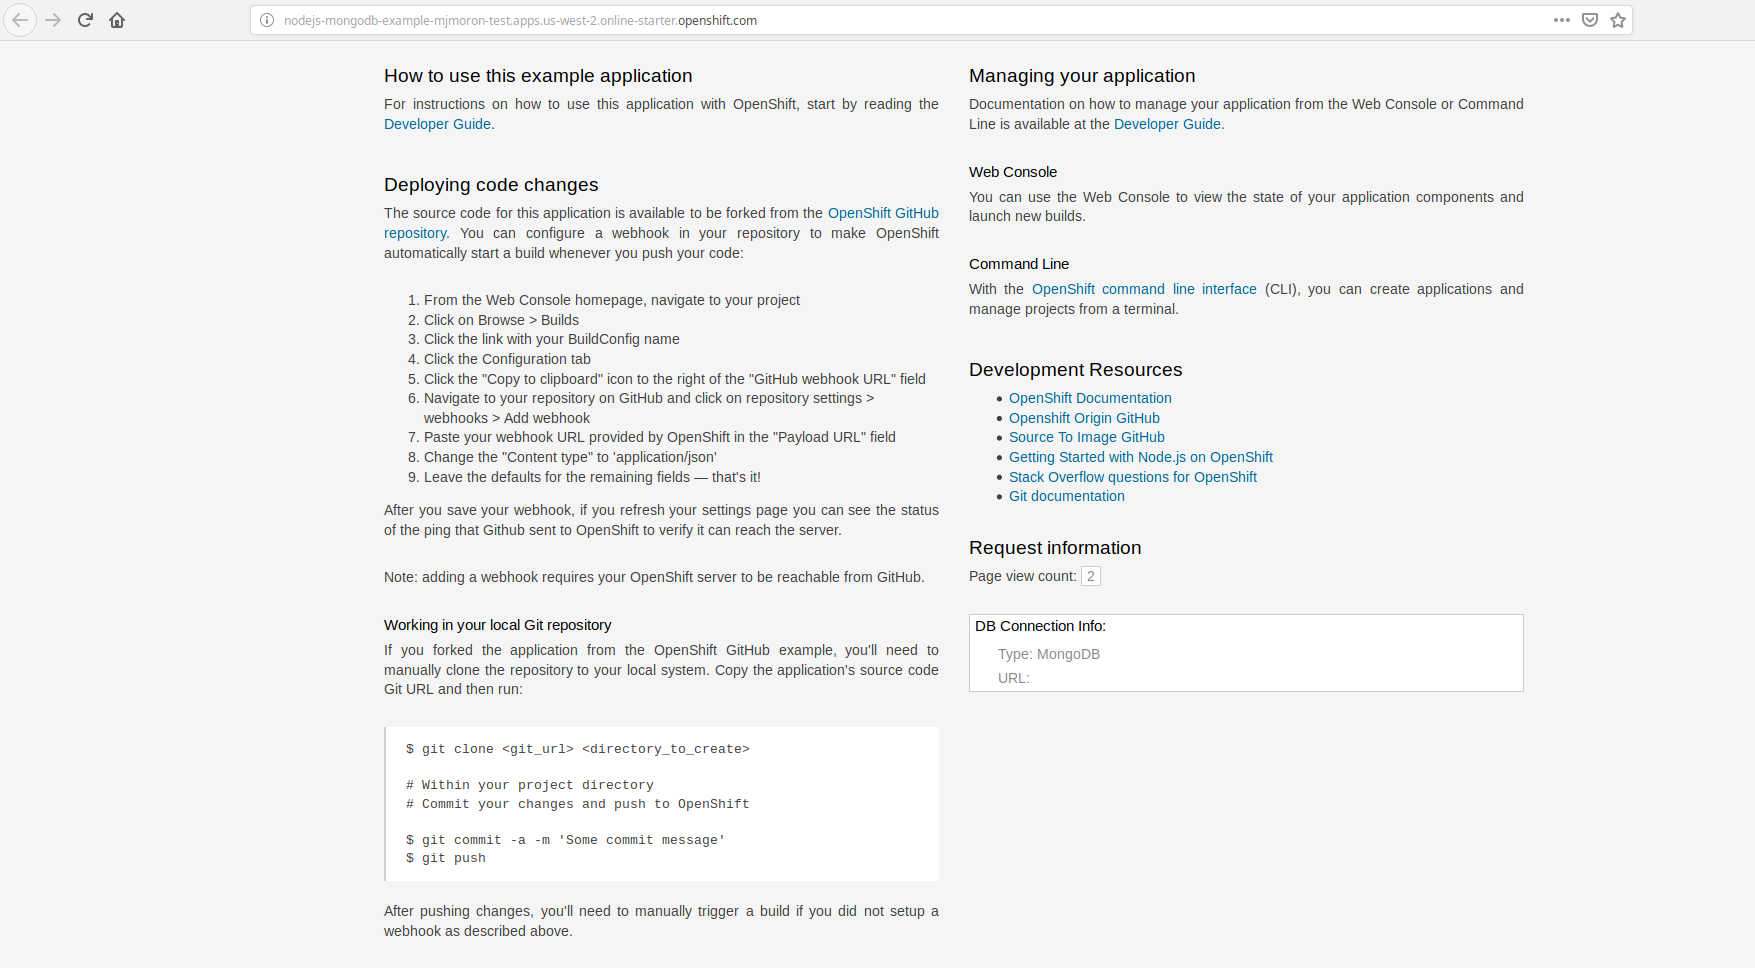 nodejs-mongodb-example-mjmoron-test.apps.us-west-2.online-starter.openshift.com
How to use this example application
For instructions on how to use this application with OpenShift, start by reading the
Developer Guide.
Deploying code changes
The source code for this application is available to be forked from the OpenShift GitHub
repository. You can configure a webhook in your repository to make OpenShift
automatically start a build whenever you push your code:
1. From the Web Console homepage, navigate to your project
2. Click on Browse > Builds
3. Click the link with your BuildConfig name
4. Click the Configuration tab
5. Click the "Copy to clipboard" icon to the right of the "GitHub webhook URL" field
6. Navigate to your repository on GitHub and click on repository settings >
webhooks > Add webhook
7. Paste your webhook URL provided by OpenShift in the "Payload URL" field
8. Change the "Content type" to 'application/json'
9. Leave the defaults for the remaining fields — that's it!
After you save your webhook, if you refresh your settings page you can see the status
of the ping that Github sent to OpenShift to verify it can reach the server.
Note: adding a webhook requires your OpenShift server to be reachable from GitHub.
Working in your local Git repository
If you forked the application from the OpenShift GitHub example, you'll need to
manually clone the repository to your local system. Copy the application's source code
Git URL and then run:
$ git clone <git_url> <directory_to_create>
# Within your project directory
# Commit your changes and push to OpenShift
$ git commit -a -m 'Some commit message'
$ git push
After pushing changes, you'll need to manually trigger a build if you did not setup a
webhook as described above.
Managing your application
Documentation on how to manage your application from the Web Console or Command
Line is available at the Developer Guide.
Web Console
You can use the Web Console to view the state of your application components and
launch new builds.
Command Line
With the OpenShift command line interface (CLI), you can create applications and
manage projects from a terminal.
Development Resources
OpenShift Documentation
Openshift Origin GitHub
Source To Image GitHub
Getting Started with Node.js on OpenShift
Stack Overflow questions for OpenShift
Git documentation
Request information
Page view count: 2
DB Connection Info:
Type: MongoDB
URL: